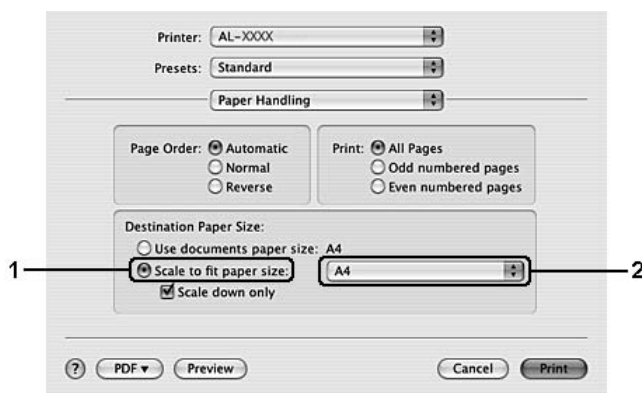 Printer: AL-XXXX
Presets: Standard
Paper Handling
Page Order: Automatic
Normal
Reverse
Print: All Pages
Odd numbered pages
Even numbered pages
Destination Paper Size:
Use documents paper size: A4
1 Scale to fit paper size: A4 2
Scale down only
? PDF▼ Preview Cancel Print